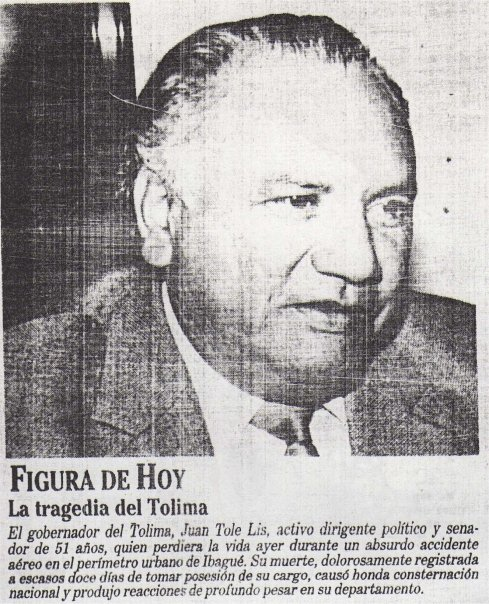 FIGURA DE HOY
La tragedia del Tolima
El gobernador del Tolima, Juan Tole Lis, activo dirigente político y sena-
dor de 51 años, quien perdiera la vida ayer durante un absurdo accidente
aéreo en el perímetro urbano de Ibagué. Su muerte, dolorosamente registrada
a escasos doce días de tomar posesión de su cargo, causó honda consternación
nacional y produjo reacciones de profundo pesar en su departamento.